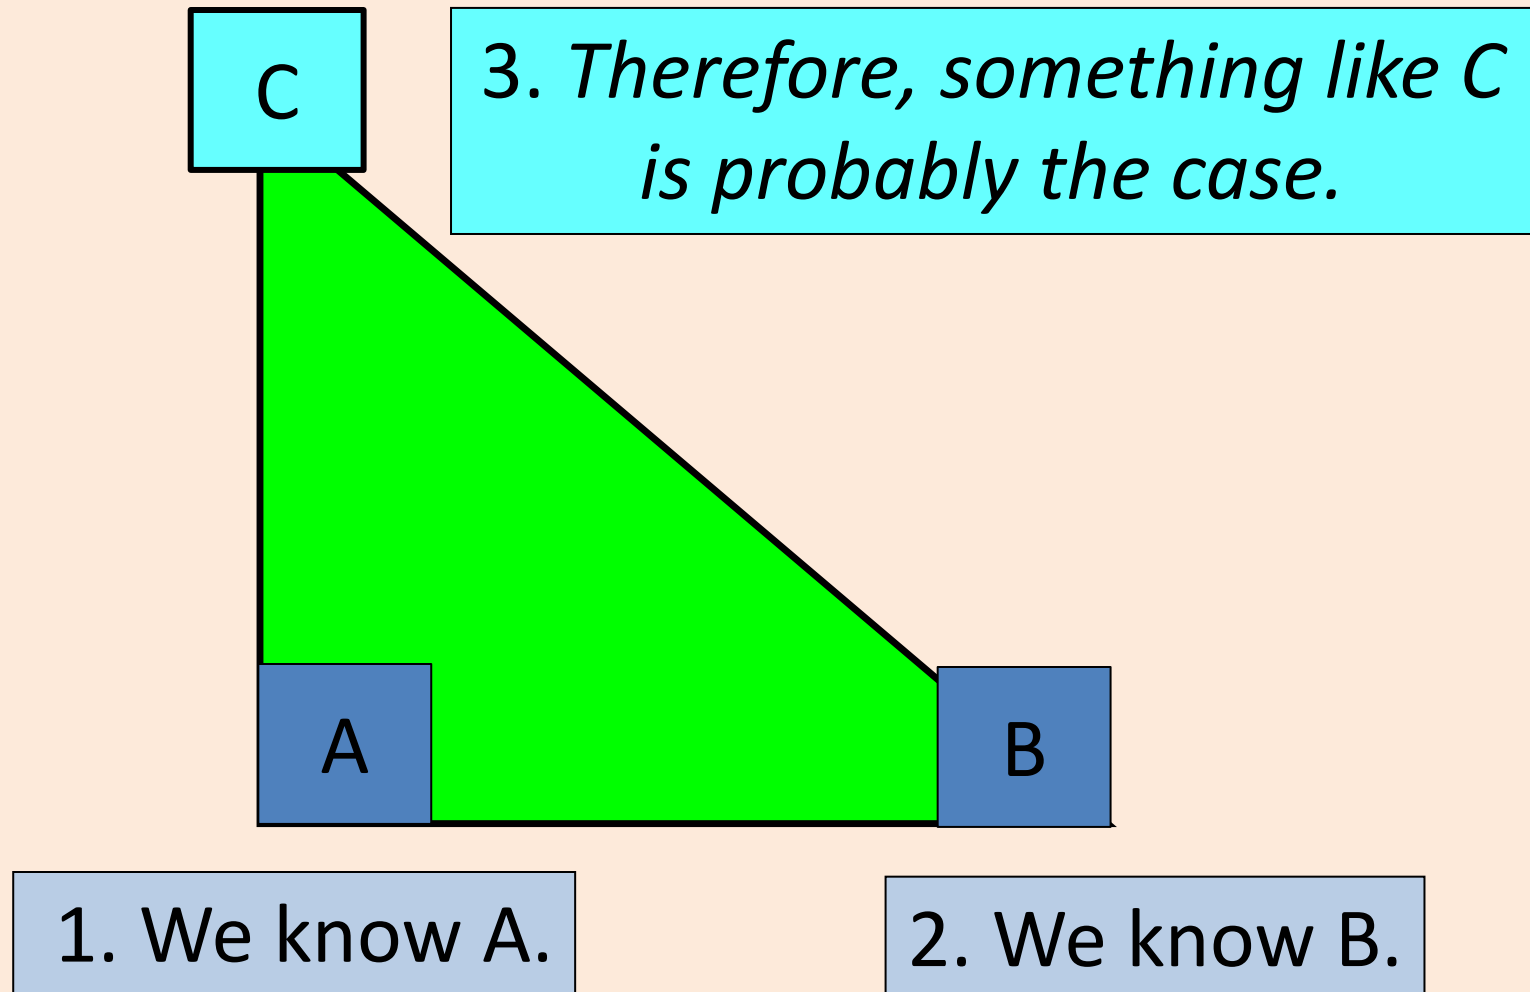 C
3. Therefore, something like C
is probably the case.
A
B
1. We know A.
2. We know B.